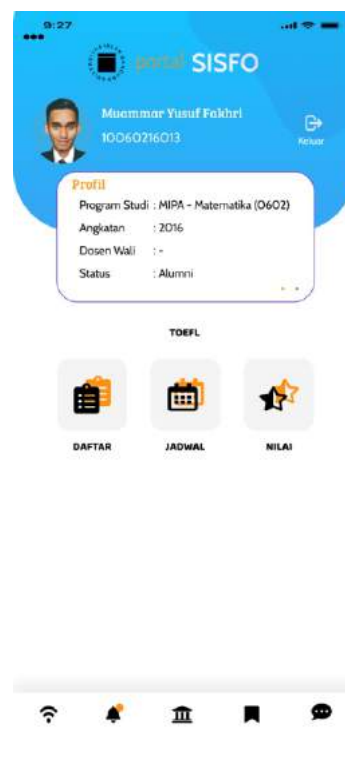 9:27
portal SISFO
Muammar Yusuf Fakhri
10060216013
Keluar
Profil
Program Studi : MIPA - Matematika (0602)
Angkatan : 2016
Dosen Wali : -
Status : Alumni
TOEFL
DAFTAR JADWAL NILAI